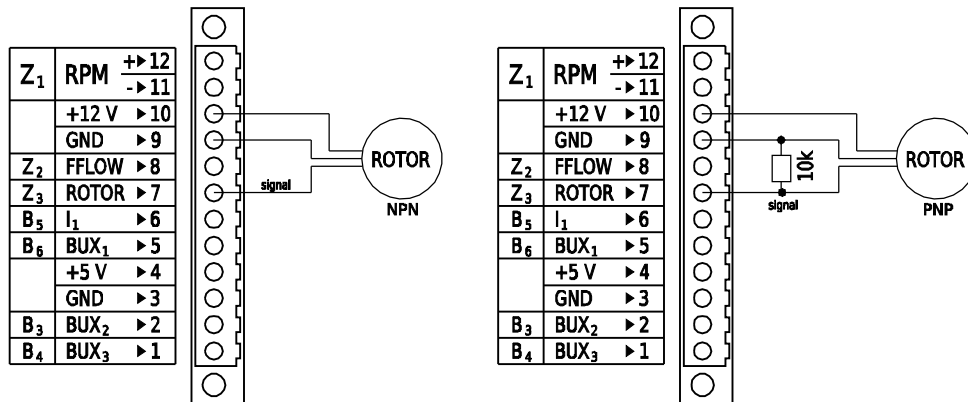 Z₁ RPM +▶12
-▶11
+12 V ▶10
GND ▶9
Z₂ FFLOW ▶8
Z₃ ROTOR ▶7
B₅ I₁ ▶6
B₆ BUX₁ ▶5
+5 V ▶4
GND ▶3
B₃ BUX₂ ▶2
B₄ BUX₃ ▶1
signal
ROTOR
NPN
Z₁ RPM +▶12
-▶11
+12 V ▶10
GND ▶9
Z₂ FFLOW ▶8
Z₃ ROTOR ▶7
B₅ I₁ ▶6
B₆ BUX₁ ▶5
+5 V ▶4
GND ▶3
B₃ BUX₂ ▶2
B₄ BUX₃ ▶1
10k
signal
ROTOR
PNP